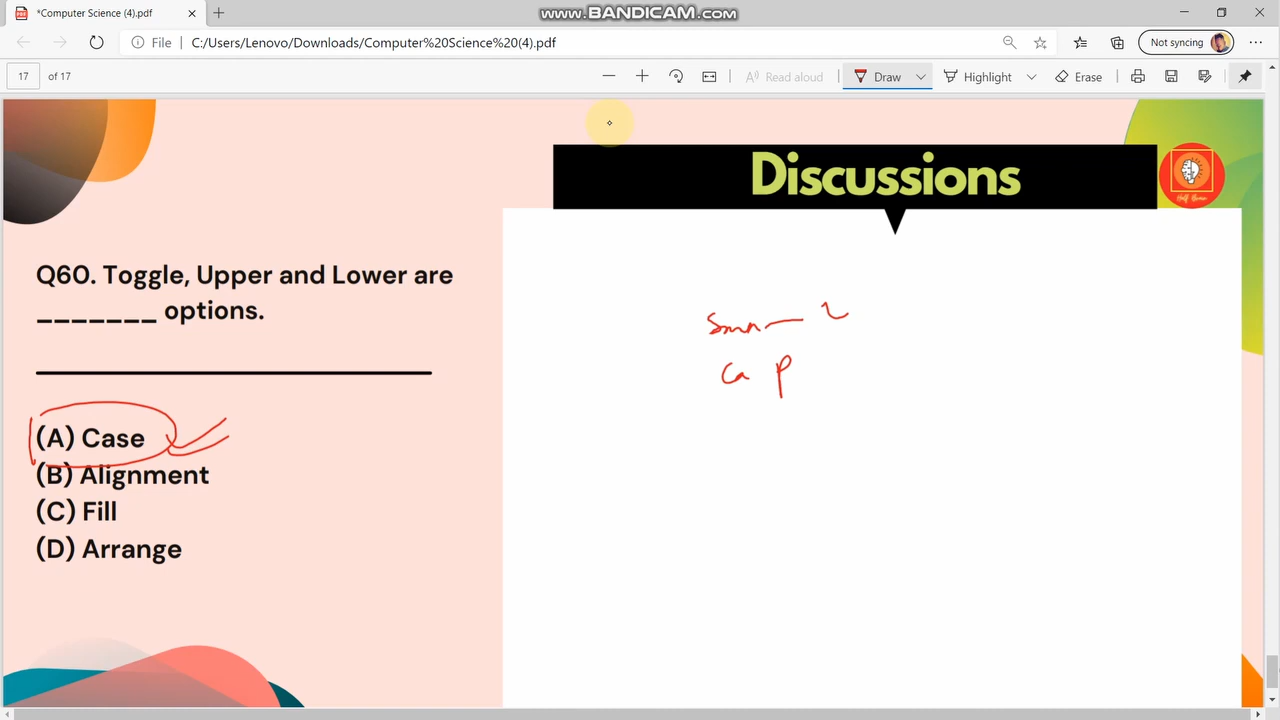 *Computer Science (4).pdf
www.BANDICAM.com
File C:/Users/Lenovo/Downloads/Computer%20Science%20(4).pdf
Not syncing
17 of 17
Read aloud
Draw
Highlight
Erase
Discussions
Q60. Toggle, Upper and Lower are
_______ options.
(A) Case
(B) Alignment
(C) Fill
(D) Arrange
Ca p